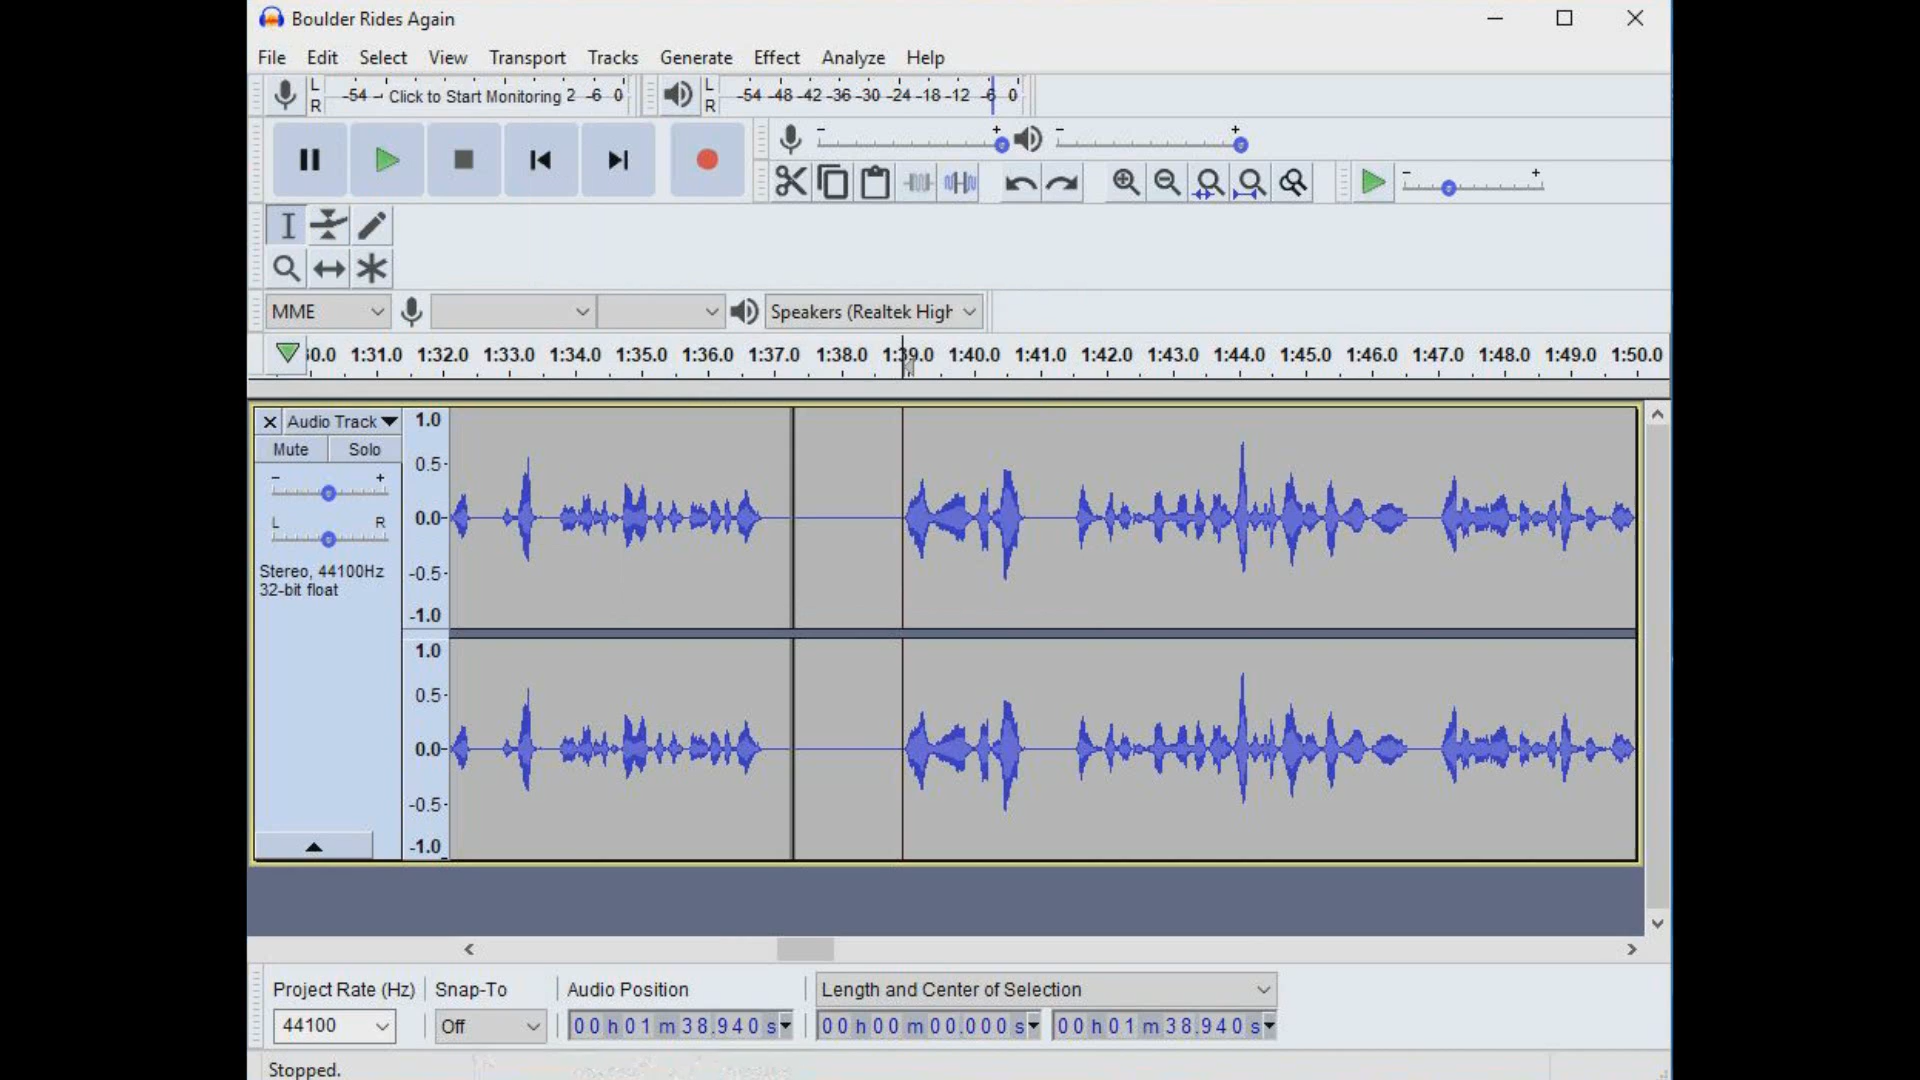 Boulder Rides Again
File Edit Select View Transport Tracks Generate Effect Analyze Help
L R -54 Click to Start Monitoring 2 -6 0 L R -54 -48 -42 -36 -30 -24 -18 -12 -6 0
- + - +
- +
MME Speakers (Realtek High
1:31.0 1:32.0 1:33.0 1:34.0 1:35.0 1:36.0 1:37.0 1:38.0 1:39.0 1:40.0 1:41.0 1:42.0 1:43.0 1:44.0 1:45.0 1:46.0 1:47.0 1:48.0 1:49.0 1:50.0
X Audio Track 1.0
Mute Solo
0.5
- +
0.0
L R
Stereo, 44100Hz -0.5
32-bit float
-1.0
1.0
0.5
0.0
-0.5
-1.0
Project Rate (Hz) Snap-To Audio Position Length and Center of Selection
44100 Off 00 h 01 m 38.940 s 00 h 00 m 00.000 s 00 h 01 m 38.940 s
Stopped.